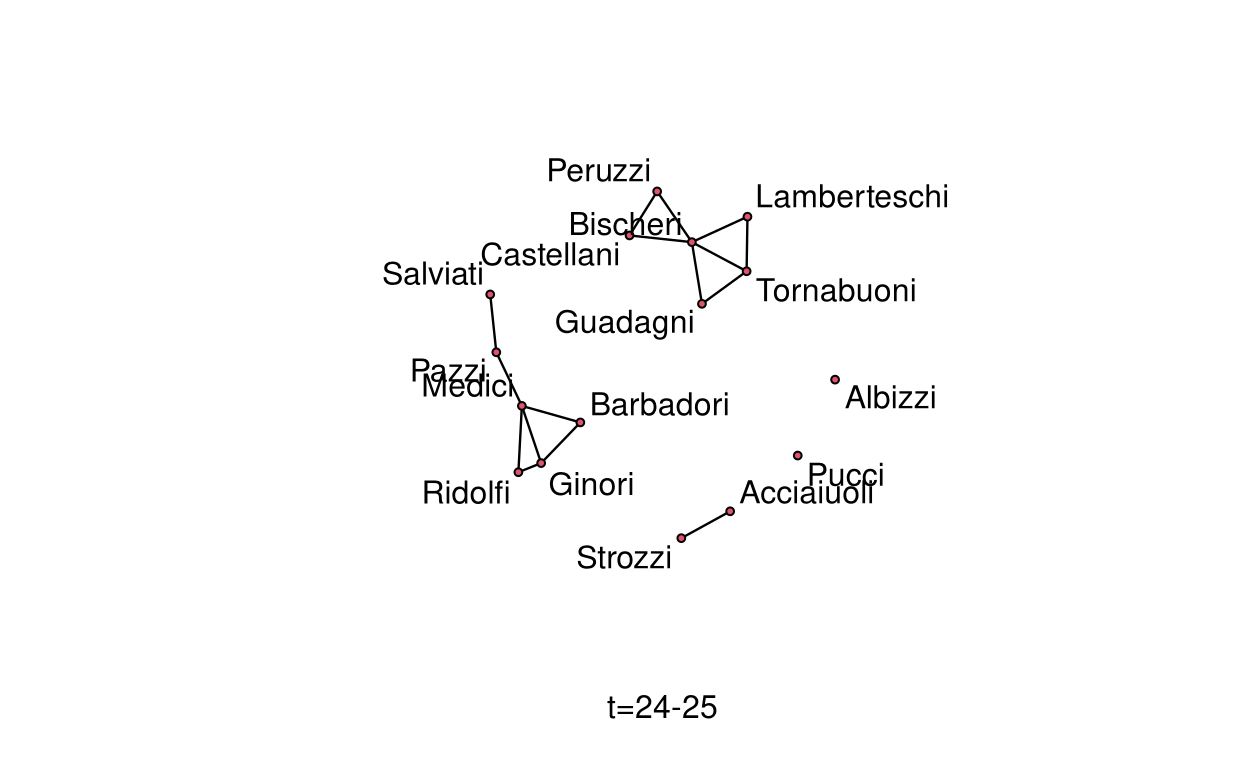 Peruzzi
Lamberteschi
Bischeri
Castellani
Salviati
Tornabuoni
Guadagni
Pazzi
Medici
Albizzi
Barbadori
Pucci
Ginori
Ridolfi
Acciaiuoli
Strozzi
t=24-25